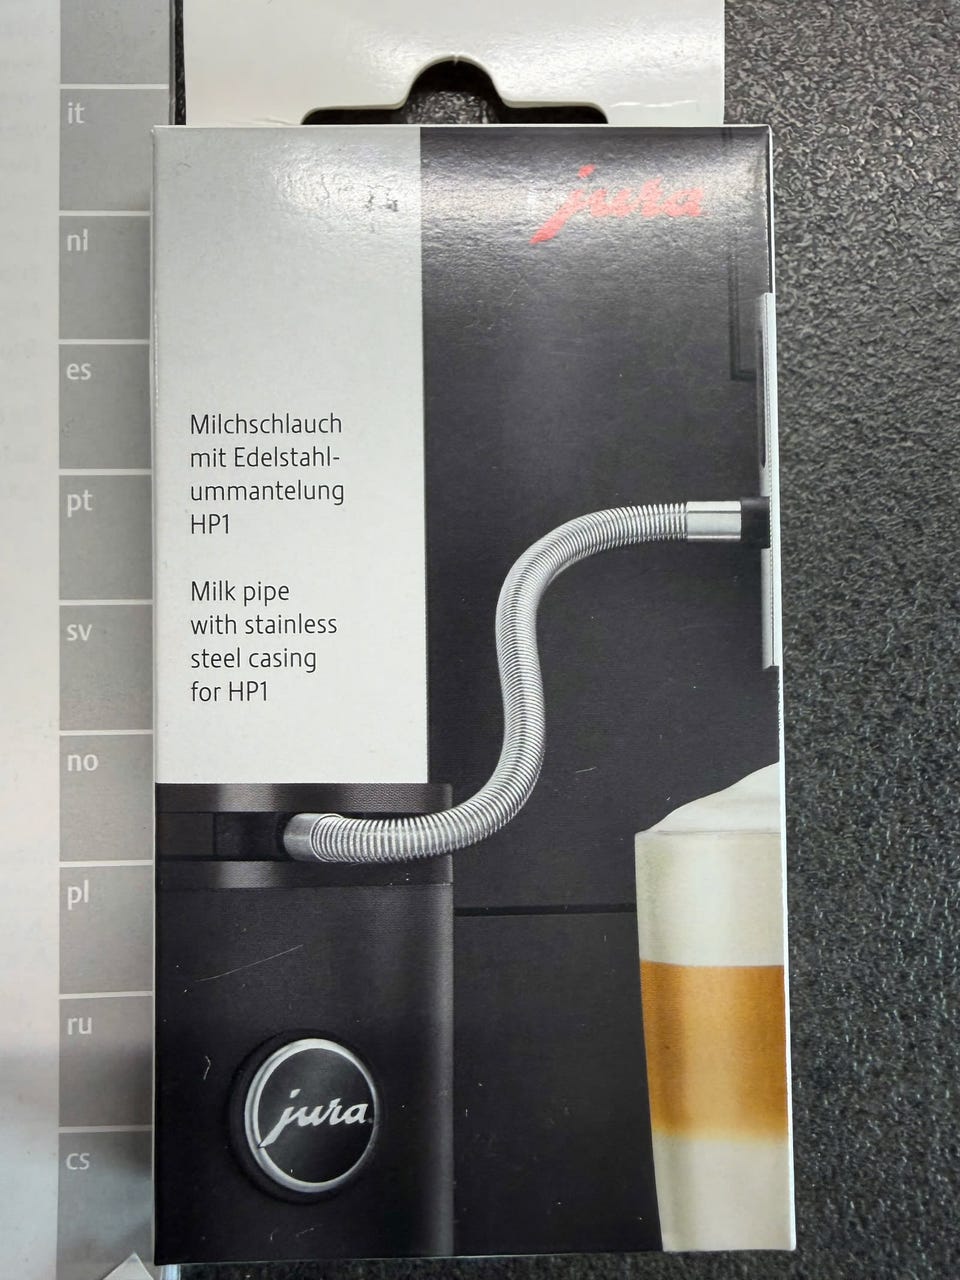 it
nl
es
pt
sv
no
pl
ru
cs
jura
Milchschlauch
mit Edelstahl-
ummantelung
HP1
Milk pipe
with stainless
steel casing
for HP1
jura